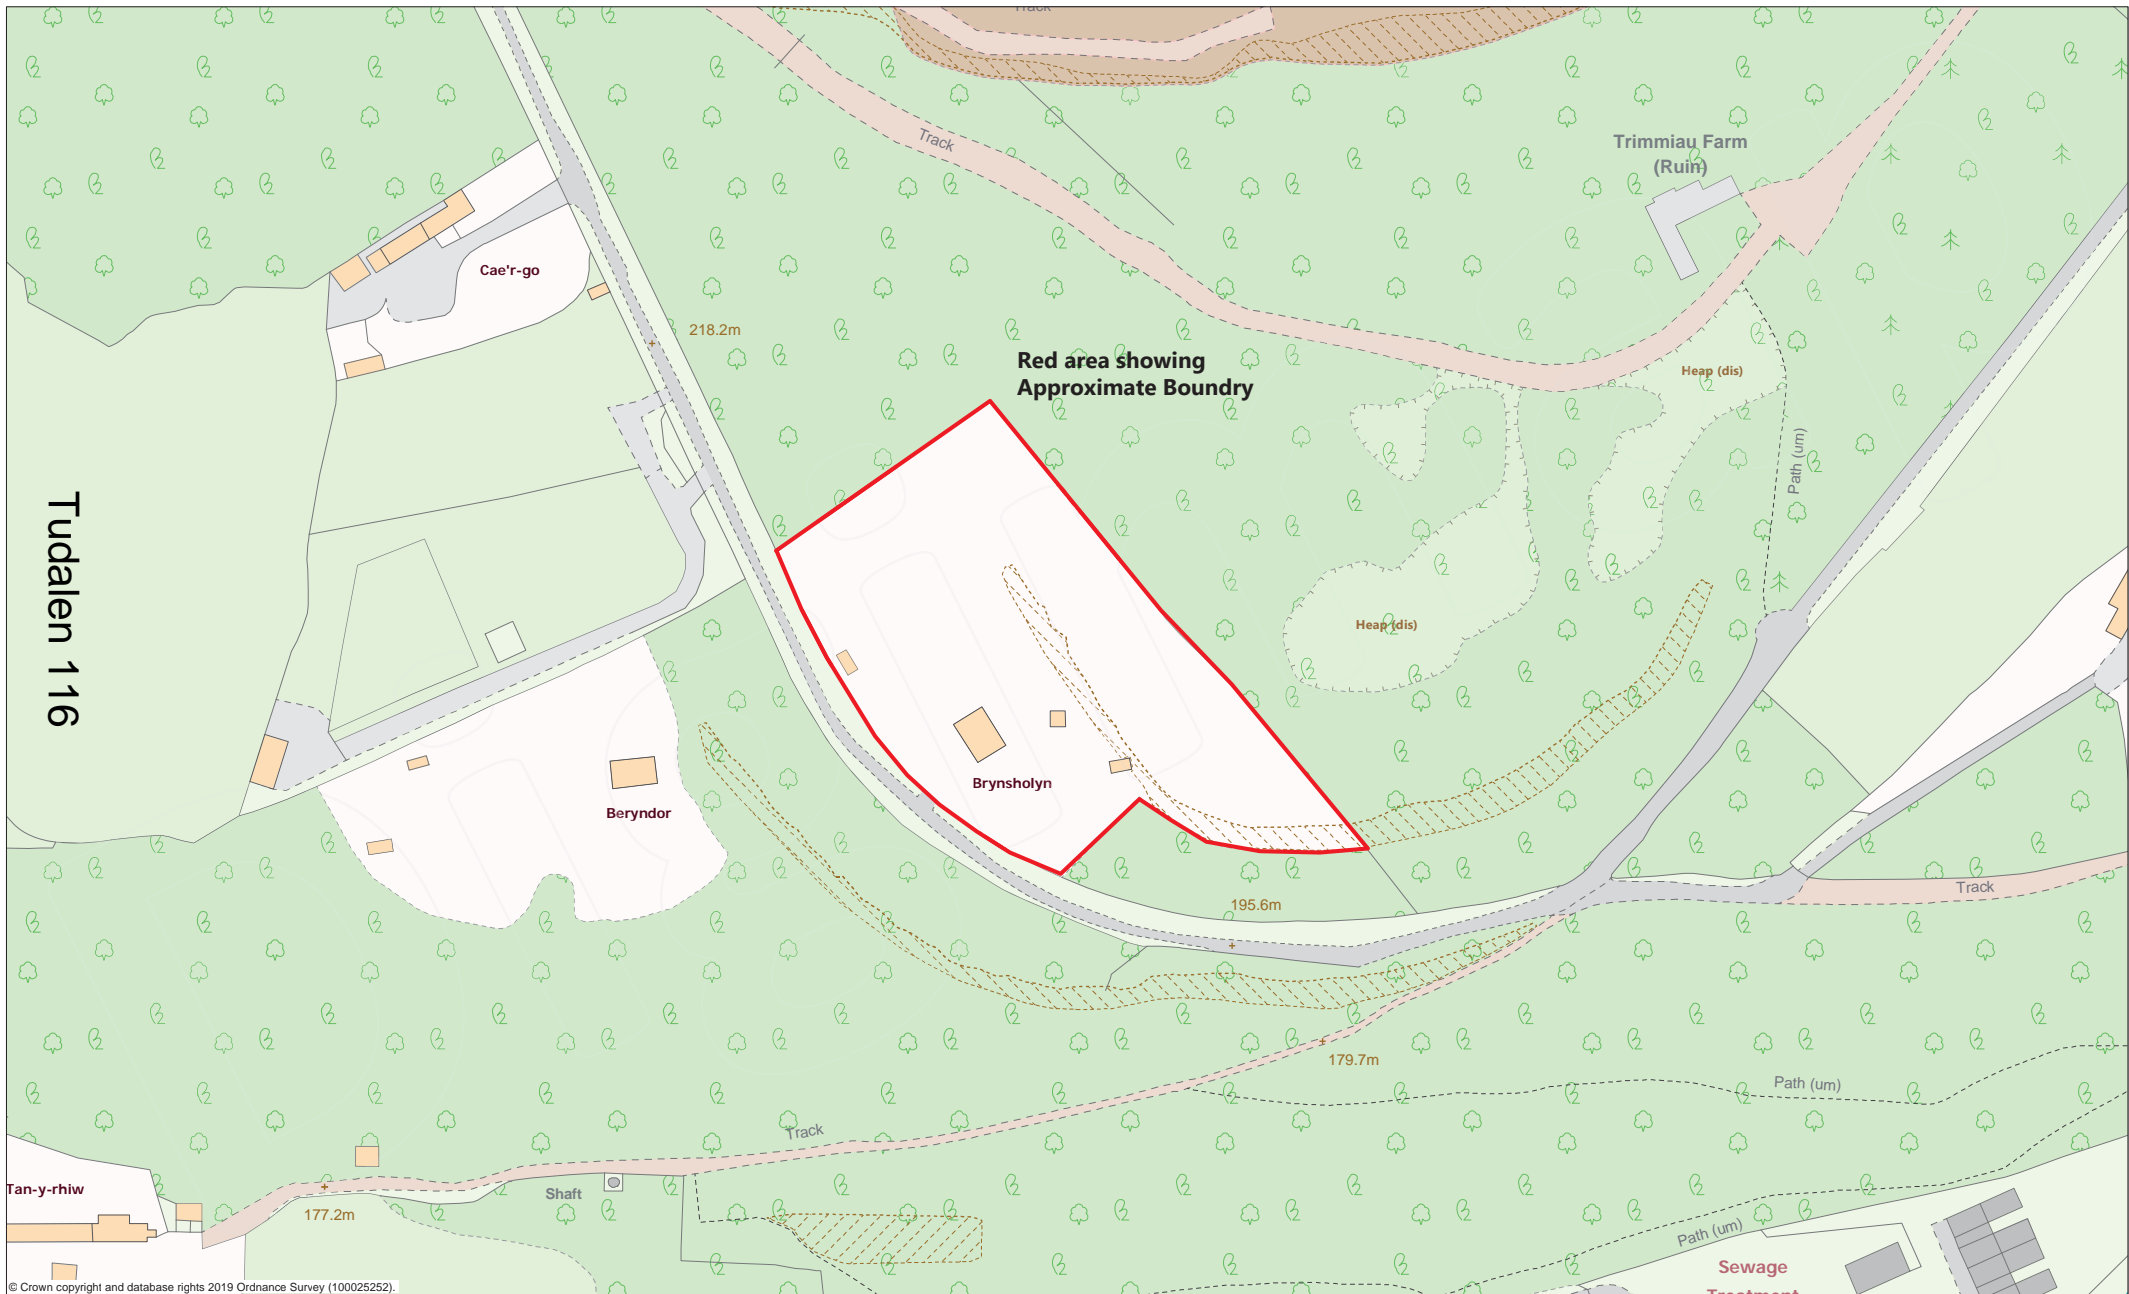 Track
Track
Trimmiau Farm
(Ruin)
Cae'r-go
218.2m
Red area showing
Approximate Boundry
Heap (dis)
Path (um)
Tudalen 116
Heap (dis)
Brynsholyn
Beryndor
195.6m
Track
179.7m
Path (um)
Track
Tan-y-rhiw
Shaft
177.2m
Path (um)
Sewage
Treatment
© Crown copyright and database rights 2019 Ordnance Survey (100025252).